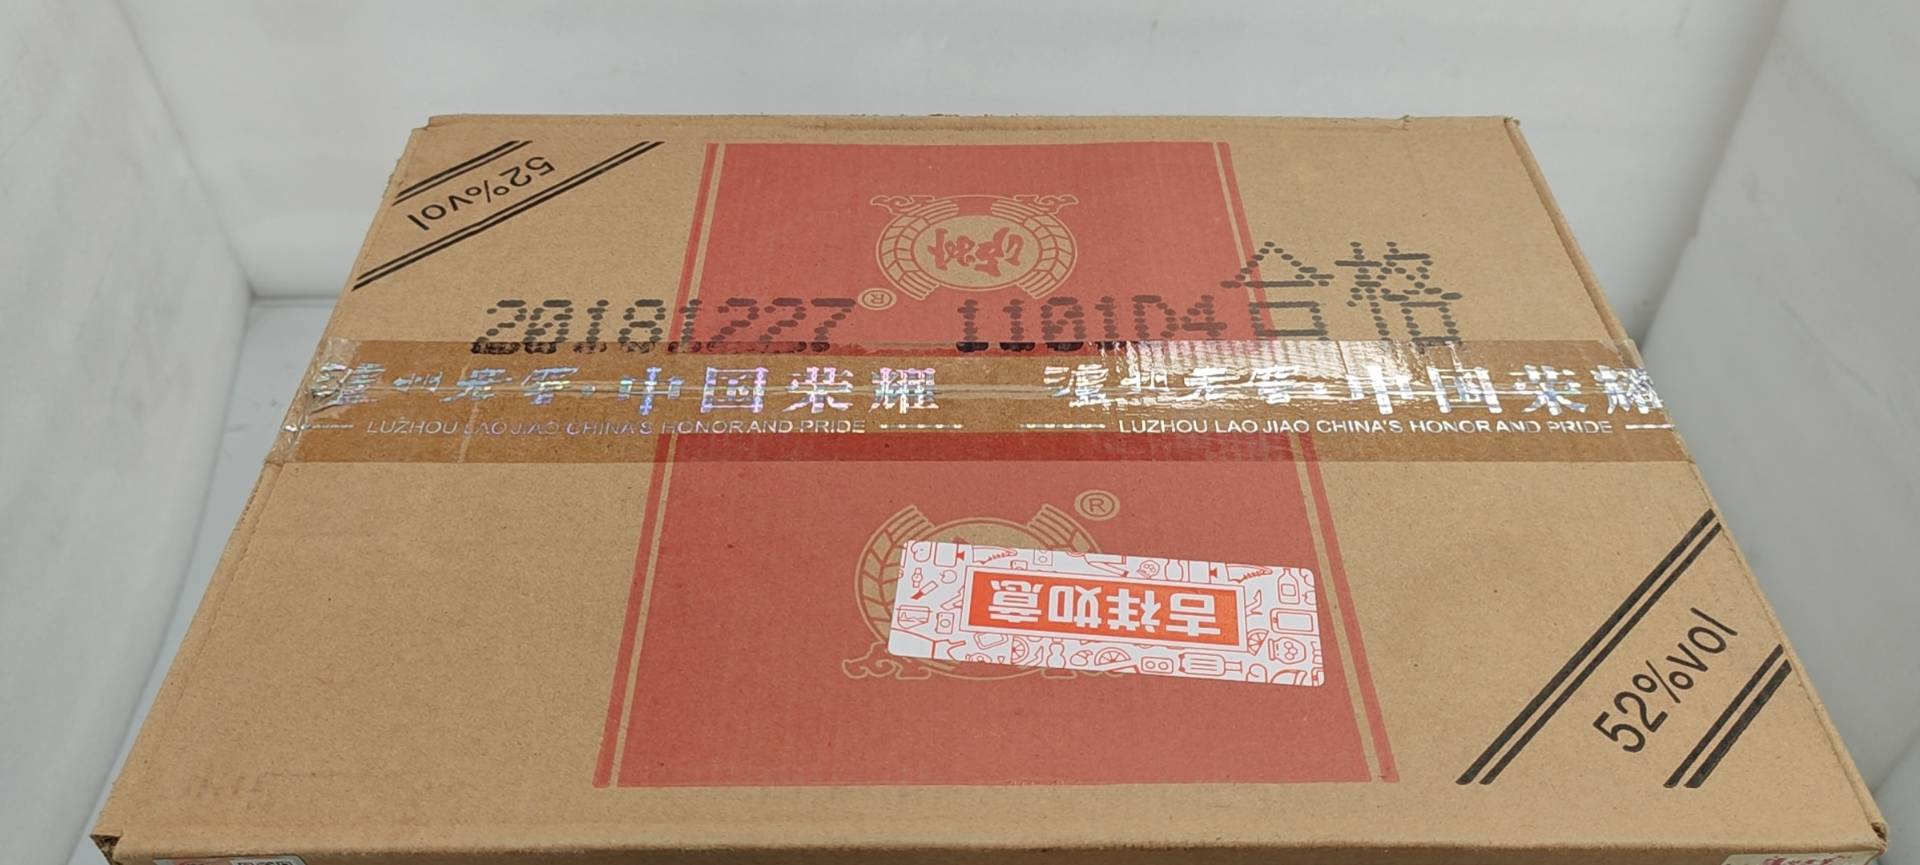 52%vol
®
20181227 110101D4合格
泸州老窖·中国荣耀 泸州老窖·中国荣耀
LUZHOU LAO JIAO CHINA'S HONOR AND PRIDE LUZHOU LAO JIAO CHINA'S HONOR AND PRIDE
®
吉祥如意
52%vol